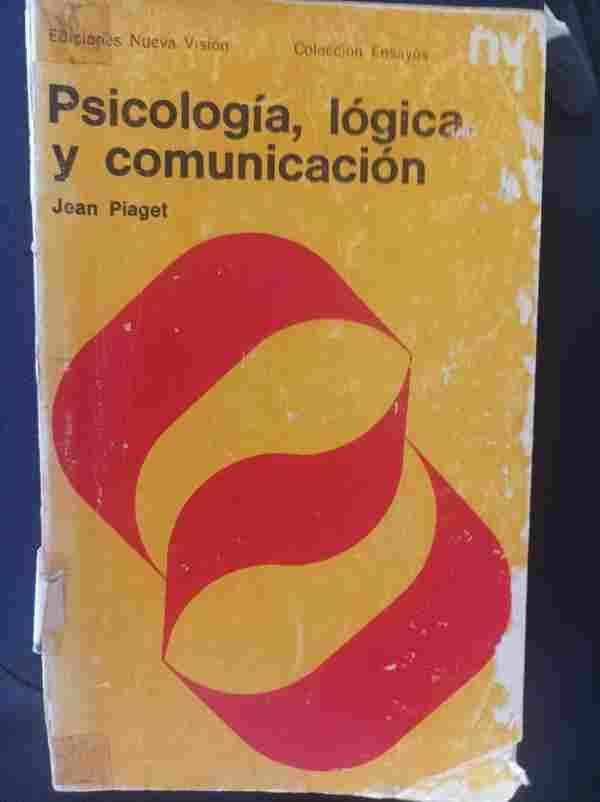 Ediciones Nueva Visión Colección Ensayos nv
Psicología, lógica
y comunicación
Jean Piaget